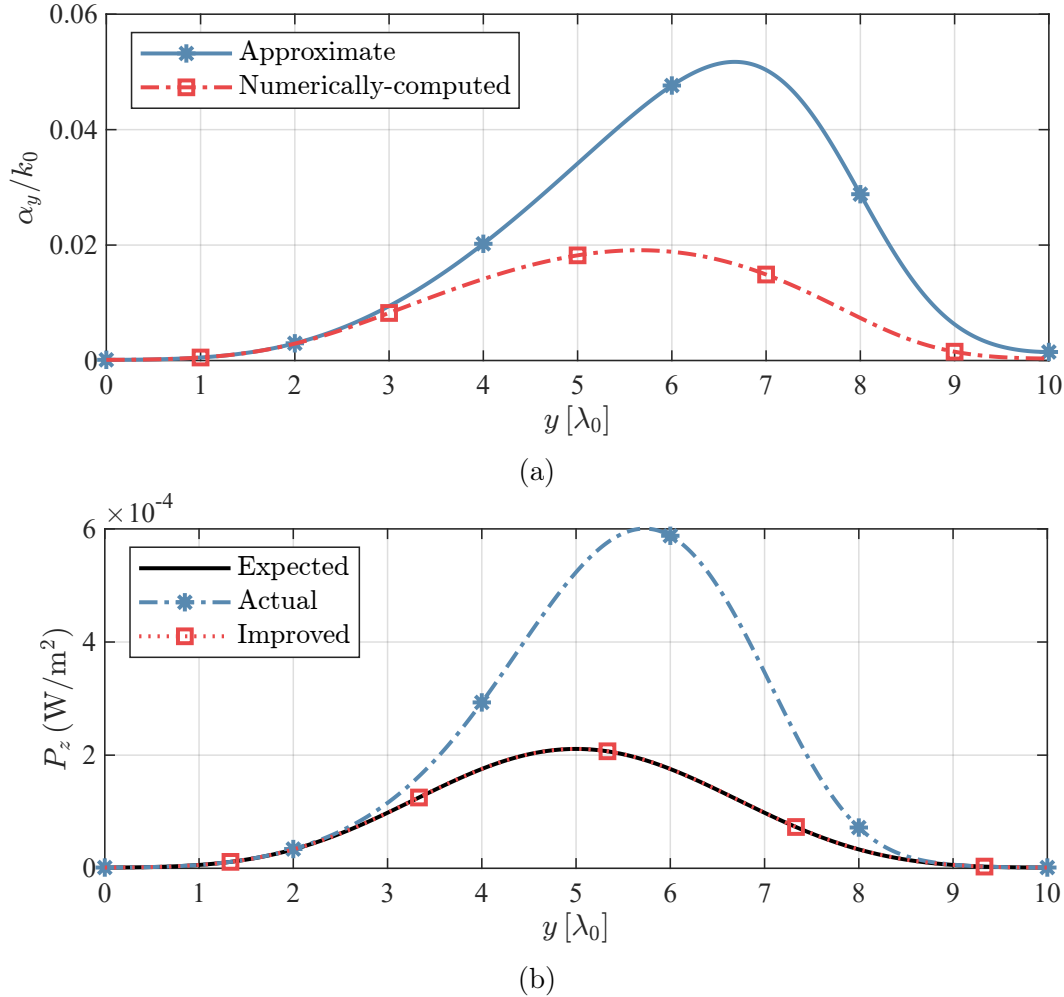 0.06
0.04
0.02
0
α_y/k_0
Approximate
Numerically-computed
0 1 2 3 4 5 6 7 8 9 10
y [λ_0]
(a)
×10^-4
6
4
2
0
P_z (W/m^2)
Expected
Actual
Improved
0 1 2 3 4 5 6 7 8 9 10
y [λ_0]
(b)